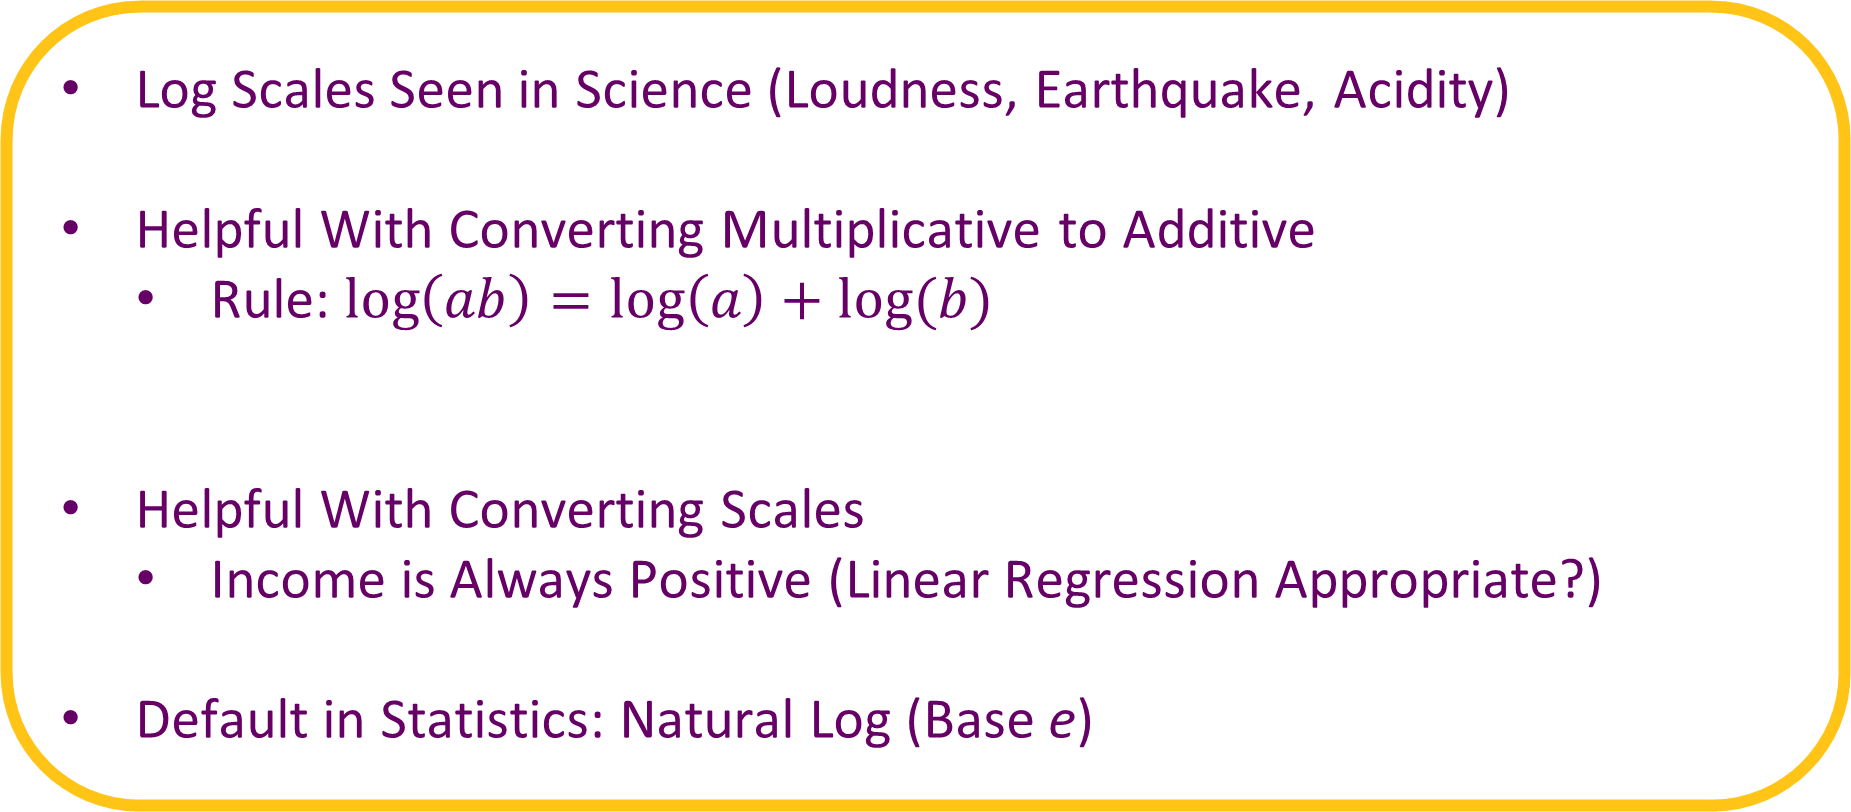 • Log Scales Seen in Science (Loudness, Earthquake, Acidity)
• Helpful With Converting Multiplicative to Additive
• Rule: log(ab) = log(a) + log(b)
• Helpful With Converting Scales
• Income is Always Positive (Linear Regression Appropriate?)
• Default in Statistics: Natural Log (Base e)